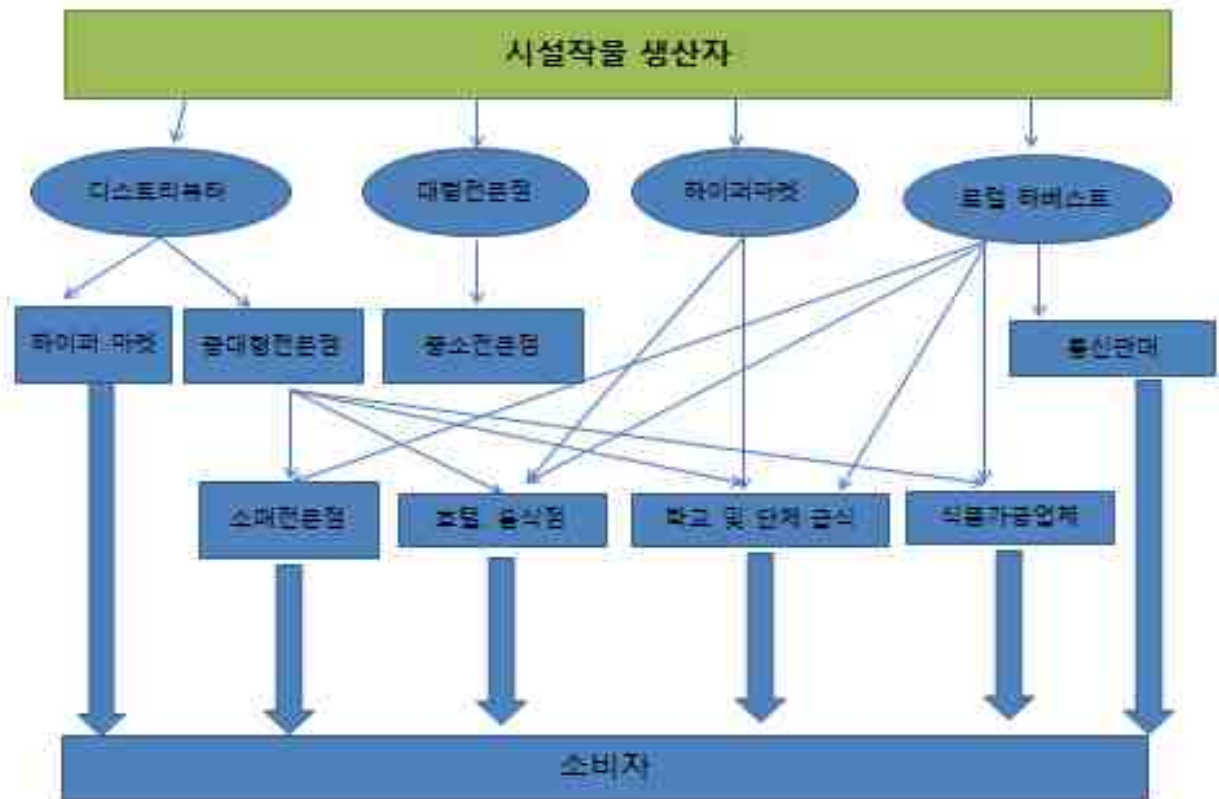 시설작물 생산자
디스트리뷰타
대형전문점
하이퍼마켓
로컬 하베스트
하이퍼 마켓
중대형전문점
중소전문점
통신판매
소매전문점
호텔, 음식점
학교 및 단체 급식
식품가공업체
소비자